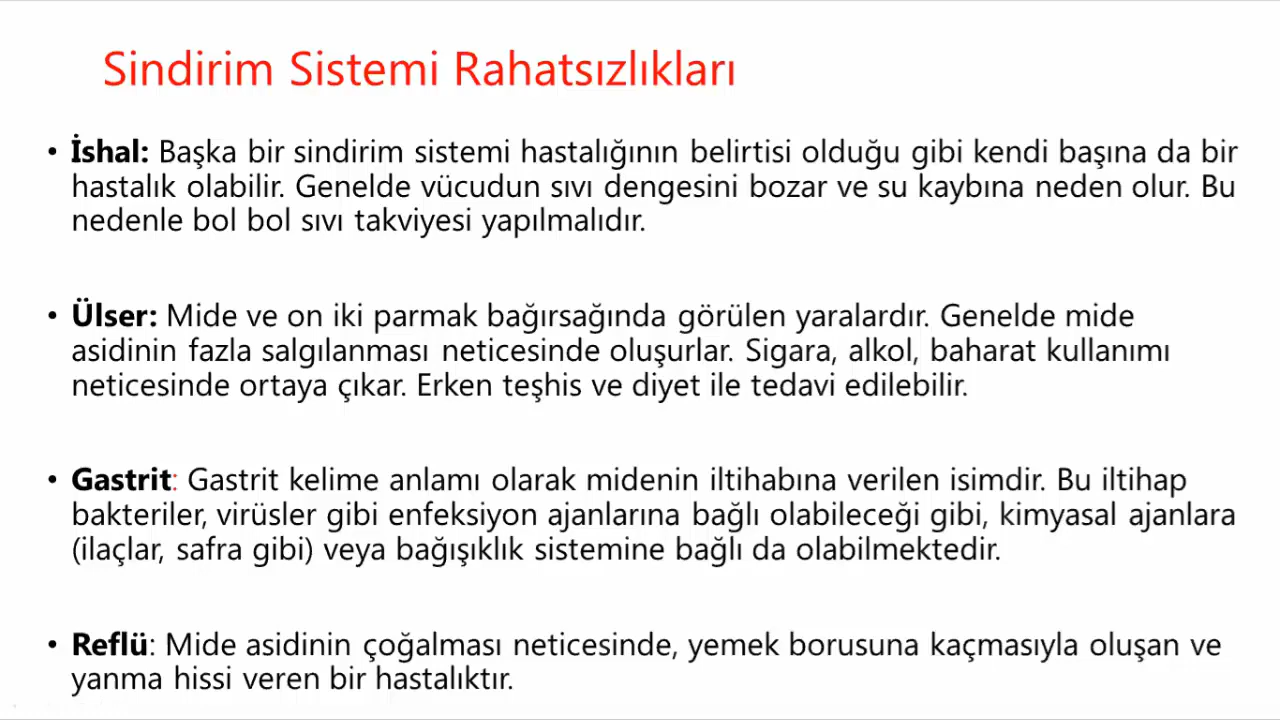 Sindirim Sistemi Rahatsızlıkları
• İshal: Başka bir sindirim sistemi hastalığının belirtisi olduğu gibi kendi başına da bir
hastalık olabilir. Genelde vücudun sıvı dengesini bozar ve su kaybına neden olur. Bu
nedenle bol bol sıvı takviyesi yapılmalıdır.
• Ülser: Mide ve on iki parmak bağırsağında görülen yaralardır. Genelde mide
asidinin fazla salgılanması neticesinde oluşurlar. Sigara, alkol, baharat kullanımı
neticesinde ortaya çıkar. Erken teşhis ve diyet ile tedavi edilebilir.
• Gastrit: Gastrit kelime anlamı olarak midenin iltihabına verilen isimdir. Bu iltihap
bakteriler, virüsler gibi enfeksiyon ajanlarına bağlı olabileceği gibi, kimyasal ajanlara
(ilaçlar, safra gibi) veya bağışıklık sistemine bağlı da olabilmektedir.
• Reflü: Mide asidinin çoğalması neticesinde, yemek borusuna kaçmasıyla oluşan ve
yanma hissi veren bir hastalıktır.